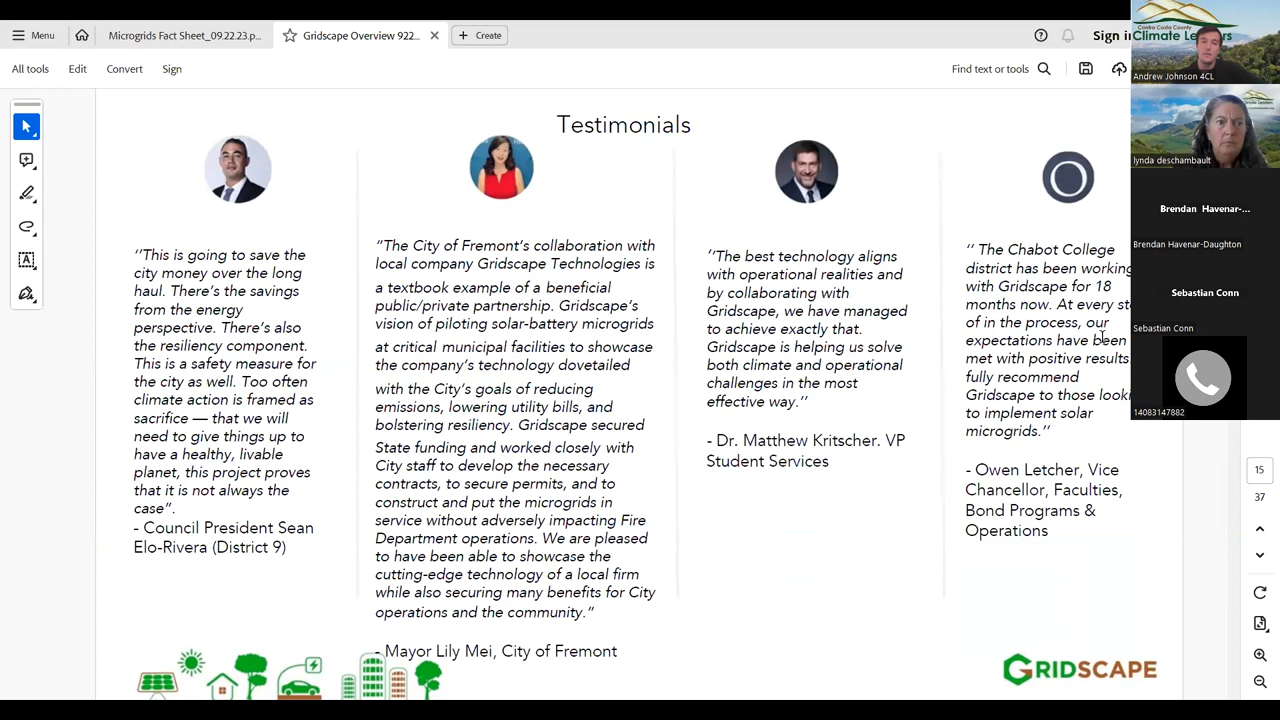 Menu
Microgrids Fact Sheet_09.22.23.p...
Gridscape Overview 922...
Create
Sign in
All tools
Edit
Convert
Sign
Find text or tools
Testimonials
‘‘This is going to save the
city money over the long
haul. There’s the savings
from the energy
perspective. There’s also
the resiliency component.
This is a safety measure for
the city as well. Too often
climate action is framed as
sacrifice — that we will
need to give things up to
have a healthy, livable
planet, this project proves
that it is not always the
case”.
- Council President Sean
Elo-Rivera (District 9)
“The City of Fremont’s collaboration with
local company Gridscape Technologies is
a textbook example of a beneficial
public/private partnership. Gridscape’s
vision of piloting solar-battery microgrids
at critical municipal facilities to showcase
the company’s technology dovetailed
with the City’s goals of reducing
emissions, lowering utility bills, and
bolstering resiliency. Gridscape secured
State funding and worked closely with
City staff to develop the necessary
contracts, to secure permits, and to
construct and put the microgrids in
service without adversely impacting Fire
Department operations. We are pleased
to have been able to showcase the
cutting-edge technology of a local firm
while also securing many benefits for City
operations and the community.”
- Mayor Lily Mei, City of Fremont
‘‘The best technology aligns
with operational realities and
by collaborating with
Gridscape, we have managed
to achieve exactly that.
Gridscape is helping us solve
both climate and operational
challenges in the most
effective way.’’
- Dr. Matthew Kritscher. VP
Student Services
‘‘ The Chabot College
district has been working
with Gridscape for 18
months now. At every st
of in the process, our
expectations have been
met with positive results.
fully recommend
Gridscape to those looki
to implement solar
microgrids.’’
- Owen Letcher, Vice
Chancellor, Faculties,
Bond Programs &
Operations
GRIDSCAPE
Contra Costa County
Climate Leaders
Andrew Johnson 4CL
lynda deschambault
Brendan Havenar-...
Brendan Havenar-Daughton
Sebastian Conn
Sebastian Conn
14083147882
15
37